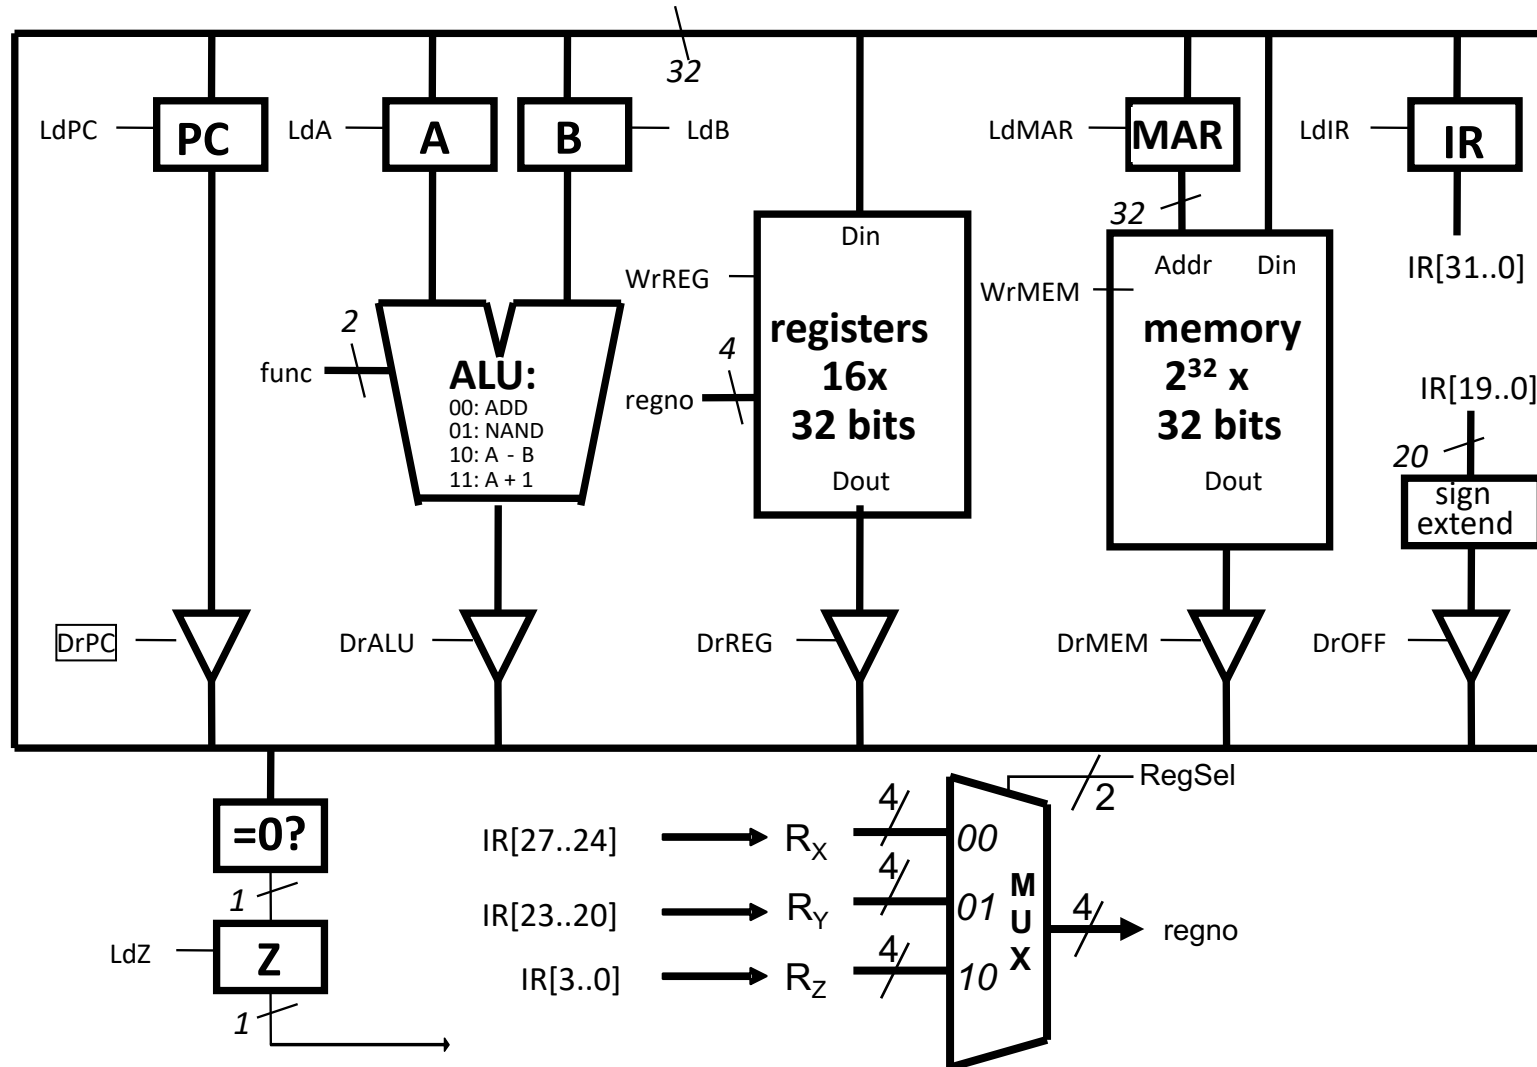 32
LdPC
PC
LdA
A
B
LdB
LdMAR
MAR
LdIR
IR
32
Din
WrREG
registers
16x
32 bits
Dout
4
regno
Addr
Din
WrMEM
memory
2³² x
32 bits
Dout
IR[31..0]
2
func
ALU:
00: ADD
01: NAND
10: A - B
11: A + 1
IR[19..0]
20
sign
extend
DrPC
DrALU
DrREG
DrMEM
DrOFF
=0?
1
LdZ
Z
1
IR[27..24]
R_X
4
00
IR[23..20]
R_Y
4
01
IR[3..0]
R_Z
4
10
M
U
X
2
RegSel
4
regno